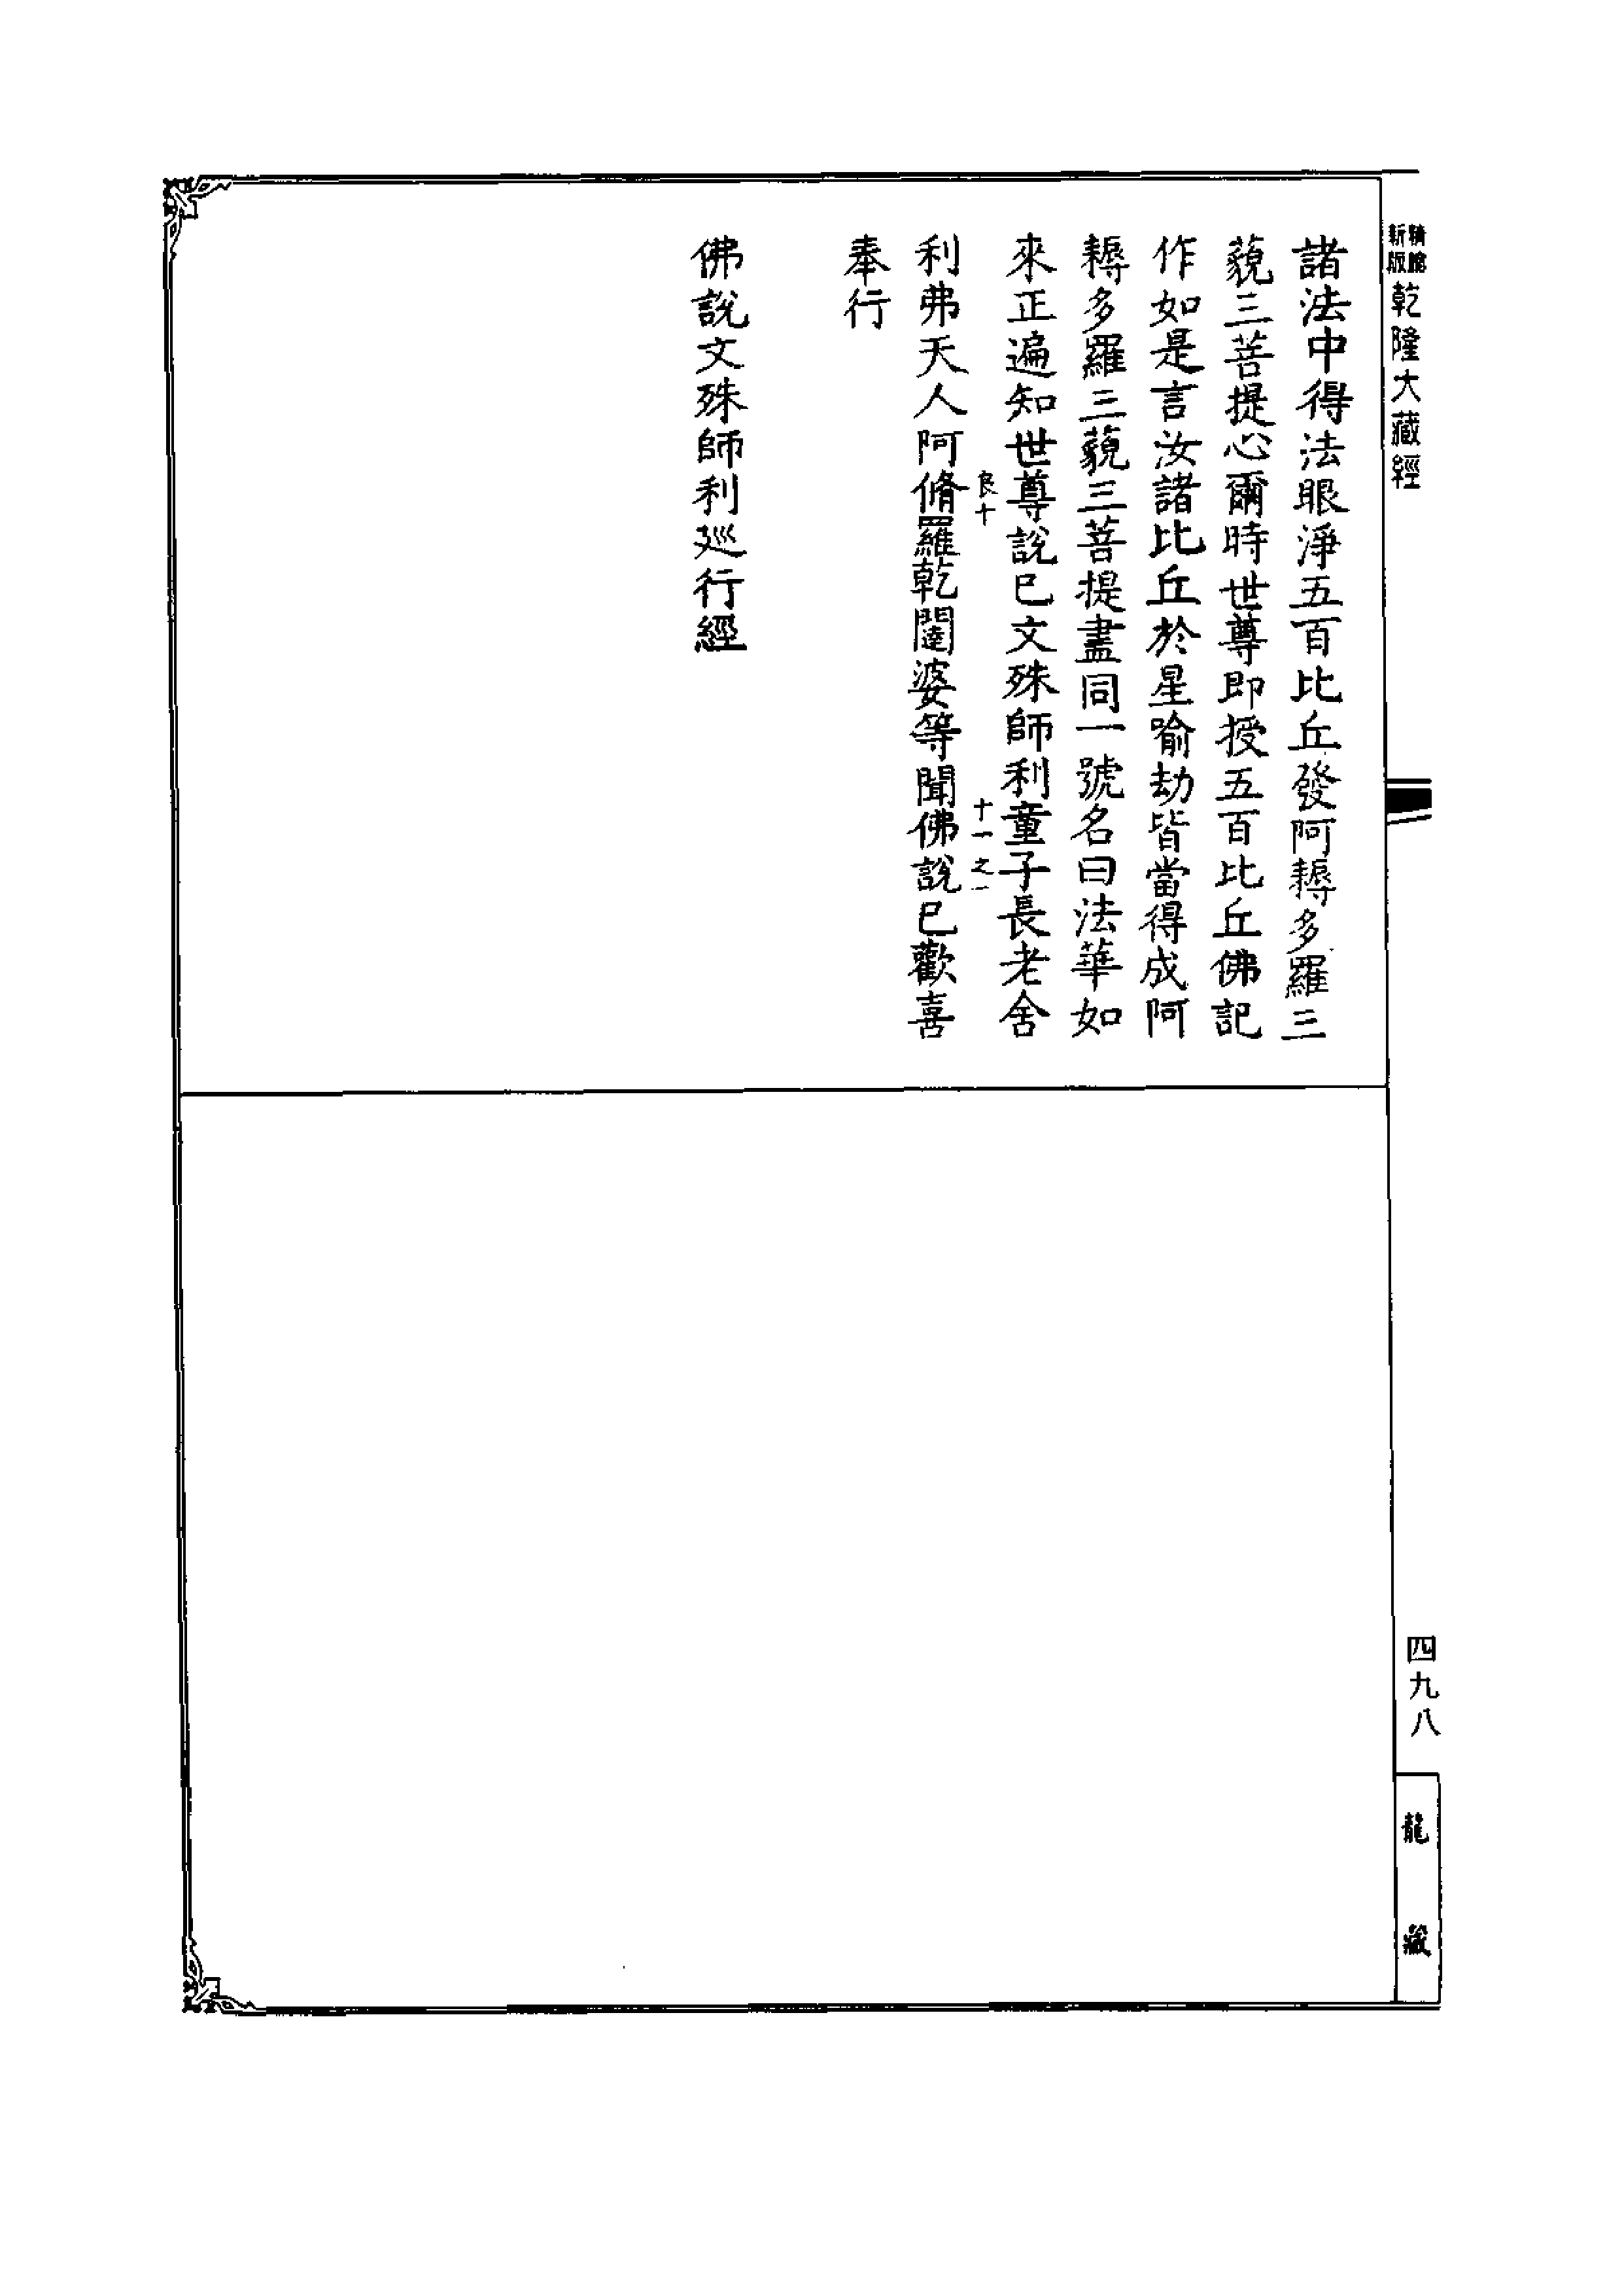 新版
精縮
乾隆大藏經
諸法中得法眼淨五百比丘發阿耨多羅三
藐三菩提心爾時世尊即授五百比丘佛記
作如是言汝諸比丘於星喻劫皆當得成阿
耨多羅三藐三菩提盡同一號名曰法華如
來正遍知世尊說已文殊師利童子長老舍
良十 十一之一
利弗天人阿脩羅乾闥婆等聞佛說已歡喜
奉行
佛說文殊師利廵行經
四九八
龍藏